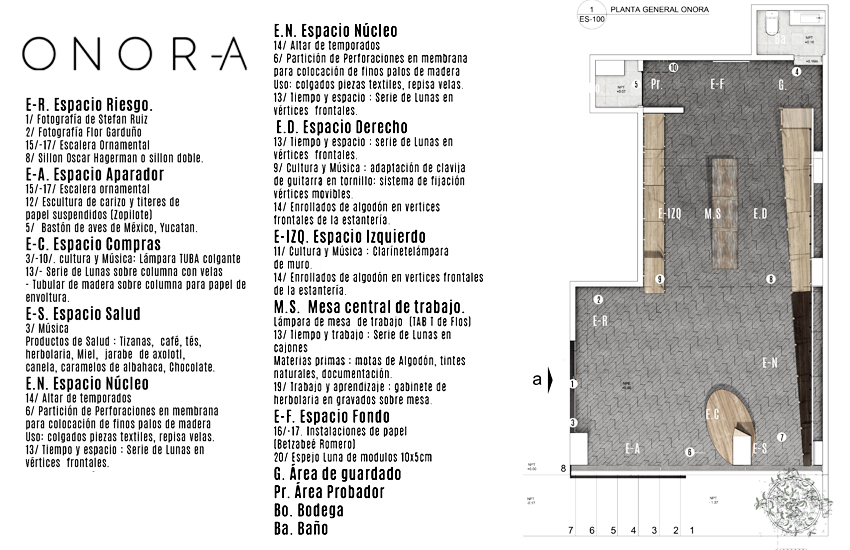 ONOR-A
E-R. Espacio Riesgo.
1/ Fotografía de Stefan Ruiz
2/ Fotografía Flor Garduño
15/-17/ Escalera Ornamental
8/ Sillon Oscar Hagerman o sillon doble.
E-A. Espacio Aparador
15/-17/ Escalera ornamental
12/ Escultura de carizo y titeres de
papel suspendidos (Zopilote)
5/ Bastón de aves de México, Yucatan.
E-C. Espacio Compras
3/-10/. cultura y Música: Lámpara TUBA colgante
13/- Serie de Lunas sobre columna con velas
- Tubular de madera sobre columna para papel de
envoltura.
E-S. Espacio Salud
3/ Música
Productos de Salud : Tizanas, café, tés,
herbolaria, Miel, jarabe de axolotl,
canela, caramelos de albahaca, Chocolate.
E.N. Espacio Núcleo
14/ Altar de temporados
6/ Partición de Perforaciones en membrana
para colocación de finos palos de madera
Uso: colgados piezas textiles, repisa velas.
13/ Tiempo y espacio : Serie de Lunas en
vértices frontales.
E.N. Espacio Núcleo
14/ Altar de temporados
6/ Partición de Perforaciones en membrana
para colocación de finos palos de madera
Uso: colgados piezas textiles, repisa velas.
13/ Tiempo y espacio : Serie de Lunas en
vértices frontales.
E.D. Espacio Derecho
13/ Tiempo y espacio : serie de Lunas en
vértices frontales.
9/ Cultura y Música : adaptación de clavija
de guitarra en tornillo: sistema de fijación
vértices movibles.
14/ Enrollados de algodón en vertices
frontales de la estantería.
E-IZQ. Espacio Izquierdo
11/ Cultura y Música : Clarinetelámpara
de muro.
14/ Enrollados de algodón en vertices frontales
de la estantería.
M.S. Mesa central de trabajo.
Lámpara de mesa de trabajo (TAB T de Flos)
13/ Tiempo y trabajo : Serie de Lunas en
cajones
Materias primas : motas de Algodón, tintes
naturales, documentación.
19/ Trabajo y aprendizaje : gabinete de
herbolaria en gravados sobre mesa.
E-F. Espacio Fondo
16/-17. Instalaciones de papel
(Betzabeé Romero)
20/ Espejo Luna de modulos 10x5cm
G. Área de guardado
Pr. Área Probador
Bo. Bodega
Ba. Baño
1
ES-100
PLANTA GENERAL ONORA
Ba
NPT
10
4
5
NPT
Pr.
E-F
G.
E-IZQ
M.S
E.D
9
8
2
E-R
E-N
a
1
NPT
E.C
3
E-A
6
E-S
7
8
NPT
NPT
NPT
-1.37
7 6 5 4 3 2 1